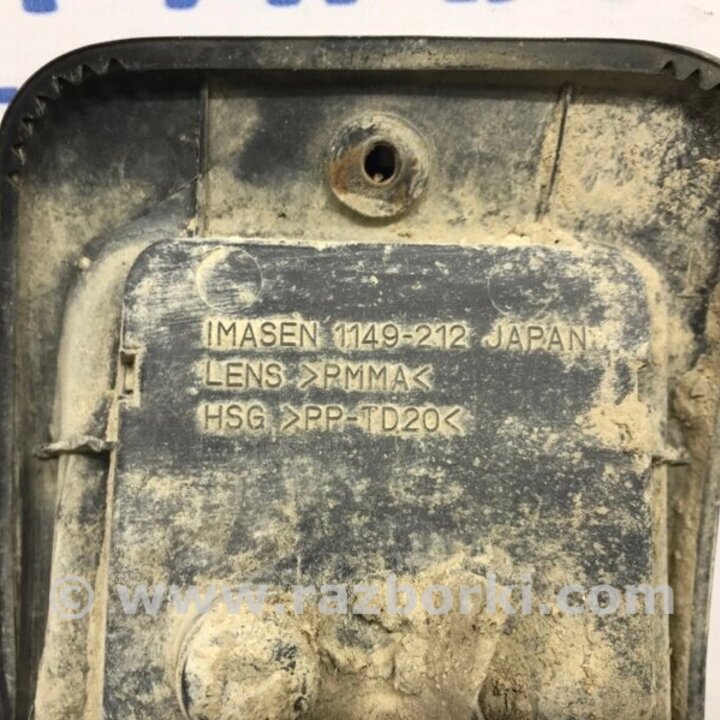 IMASEN 1149-212 JAPAN
LENS >PMMA<
HSG >PP-TD20<
© www.razborki.com